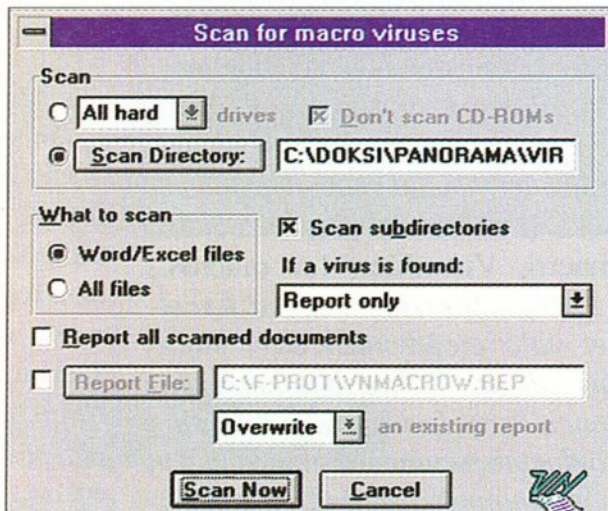 Scan for macro viruses
Scan
All hard drives Don't scan CD-ROMs
Scan Directory: C:\DOKSI\PANORAMA\VIR
What to scan
Word/Excel files
All files
Scan subdirectories
If a virus is found:
Report only
Report all scanned documents
Report File: C:\F-PROT\VNMACROW.REP
Overwrite an existing report
Scan Now Cancel